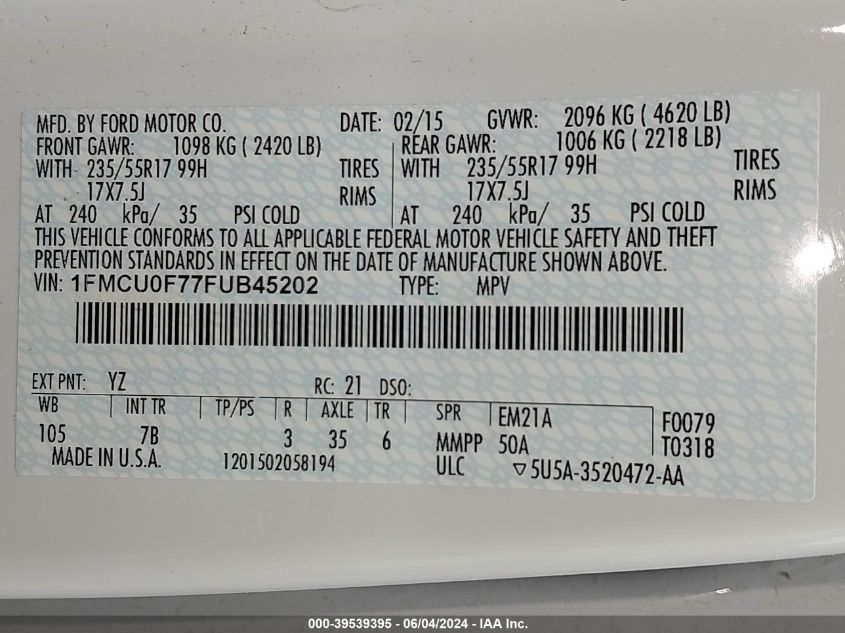 MFD. BY FORD MOTOR CO. DATE: 02/15 GVWR: 2096 KG ( 4620 LB)
FRONT GAWR: 1098 KG ( 2420 LB) REAR GAWR: 1006 KG ( 2218 LB)
WITH 235/55R17 99H TIRES WITH 235/55R17 99H TIRES
17X7.5J RIMS 17X7.5J RIMS
AT 240 kPa/ 35 PSI COLD AT 240 kPa/ 35 PSI COLD
THIS VEHICLE CONFORMS TO ALL APPLICABLE FEDERAL MOTOR VEHICLE SAFETY AND THEFT
PREVENTION STANDARDS IN EFFECT ON THE DATE OF MANUFACTURE SHOWN ABOVE.
VIN: 1FMCU0F77FUB45202 TYPE: MPV
EXT PNT: YZ RC: 21 DSO:
WB INT TR TP/PS R AXLE TR SPR EM21A F0079
105 7B 3 35 6 MMPP 50A T0318
MADE IN U.S.A. 1201502058194 ULC ▽5U5A-3520472-AA
000-39539395 - 06/04/2024 - IAA Inc.